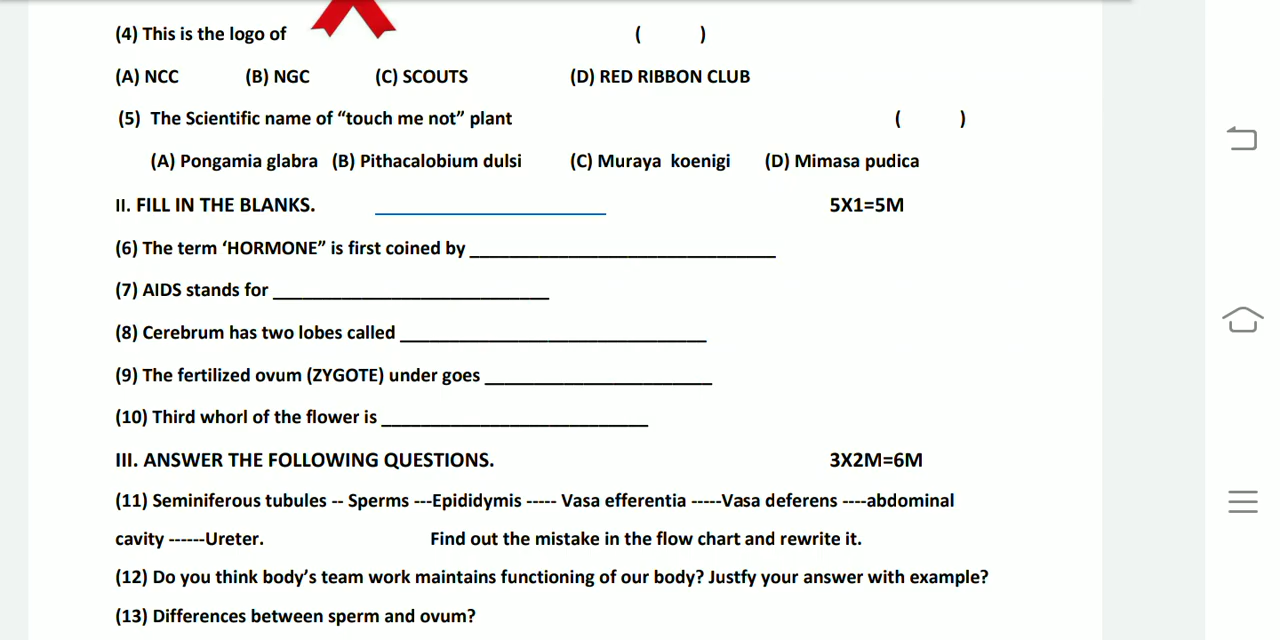 (4) This is the logo of ( )
(A) NCC (B) NGC (C) SCOUTS (D) RED RIBBON CLUB
(5) The Scientific name of “touch me not” plant ( )
(A) Pongamia glabra (B) Pithacalobium dulsi (C) Muraya koenigi (D) Mimasa pudica
II. FILL IN THE BLANKS. ____________________ 5X1=5M
(6) The term ‘HORMONE” is first coined by ______________________________
(7) AIDS stands for ___________________________
(8) Cerebrum has two lobes called ______________________________
(9) The fertilized ovum (ZYGOTE) under goes ______________________
(10) Third whorl of the flower is __________________________
III. ANSWER THE FOLLOWING QUESTIONS. 3X2M=6M
(11) Seminiferous tubules -- Sperms ---Epididymis ----- Vasa efferentia -----Vasa deferens ----abdominal
cavity ------Ureter. Find out the mistake in the flow chart and rewrite it.
(12) Do you think body’s team work maintains functioning of our body? Justfy your answer with example?
(13) Differences between sperm and ovum?